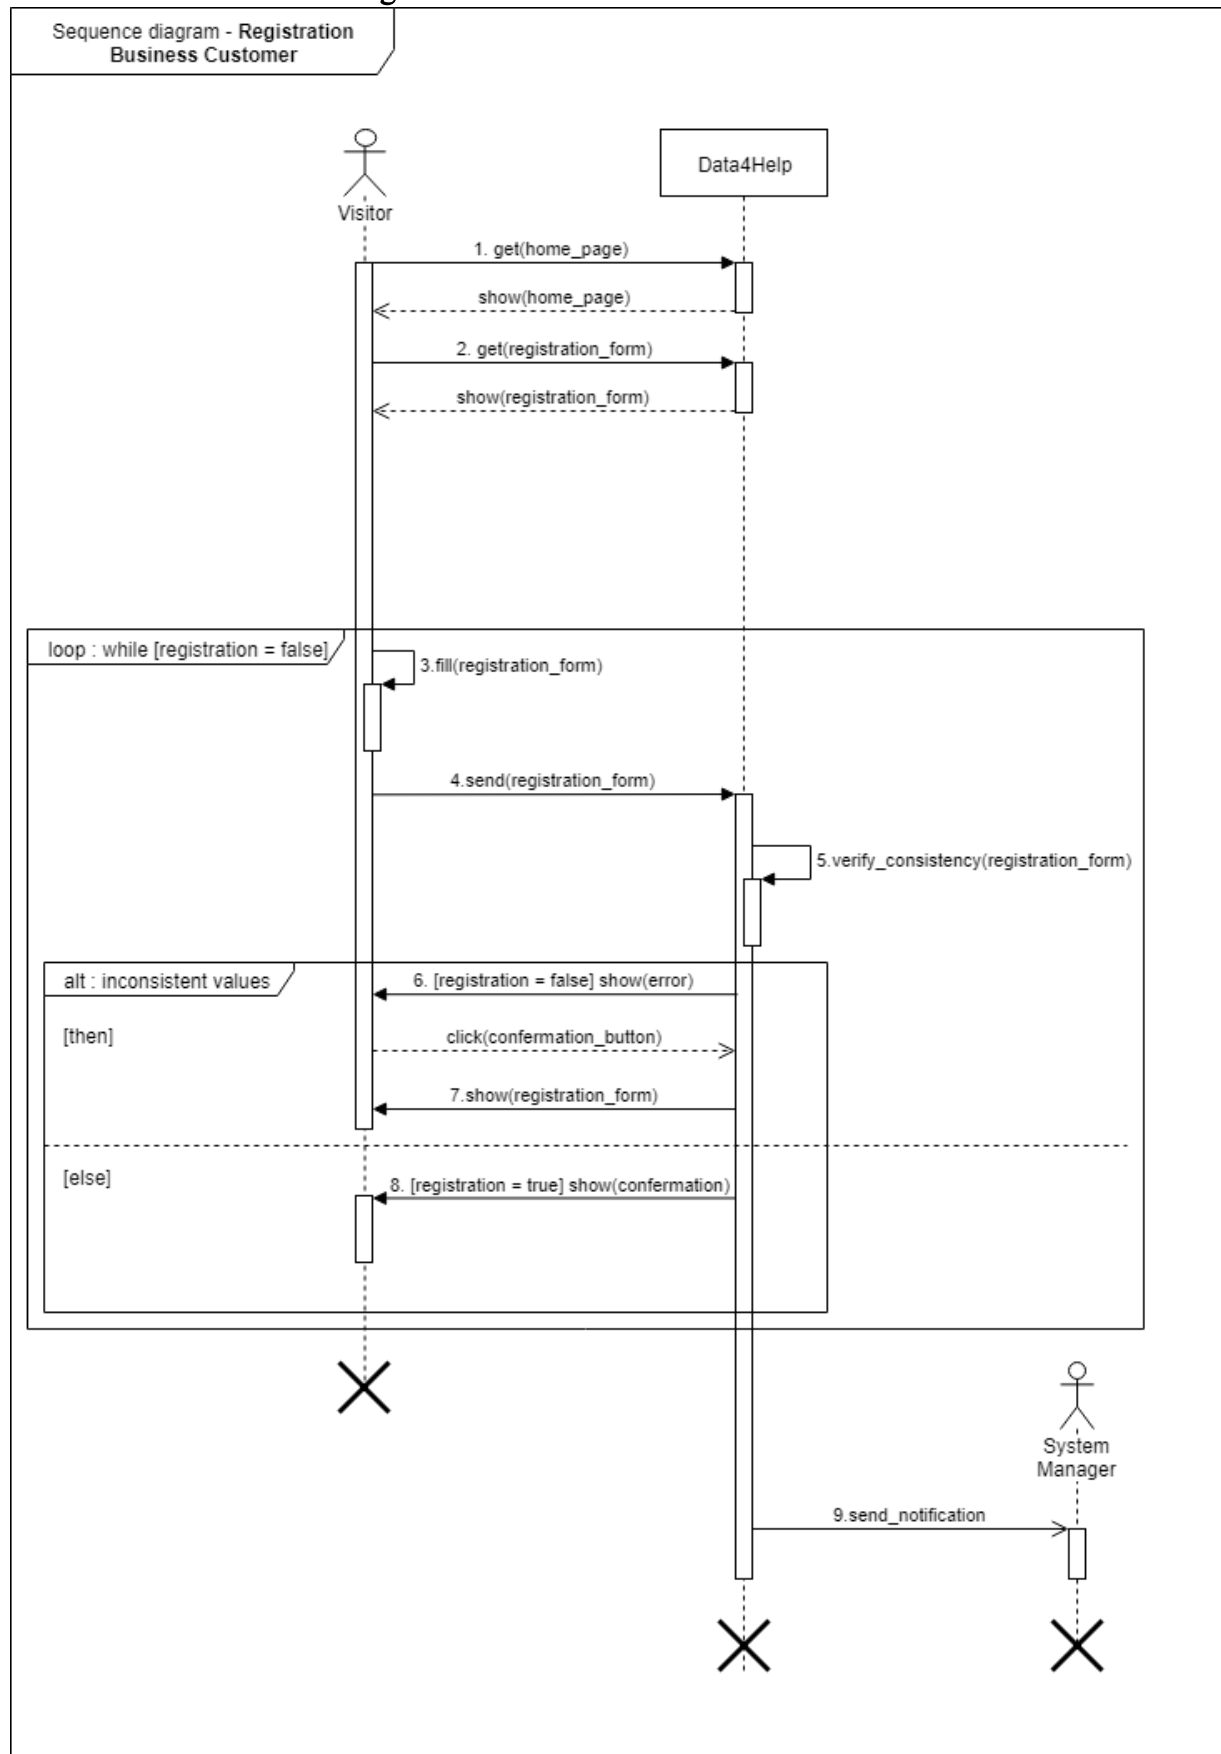 Sequence diagram - Registration
Business Customer
Visitor
Data4Help
1. get(home_page)
show(home_page)
2. get(registration_form)
show(registration_form)
loop : while [registration = false]
3.fill(registration_form)
4.send(registration_form)
5.verify_consistency(registration_form)
alt : inconsistent values
6. [registration = false] show(error)
[then]
click(confermation_button)
7.show(registration_form)
[else]
8. [registration = true] show(confermation)
System
Manager
9.send_notification